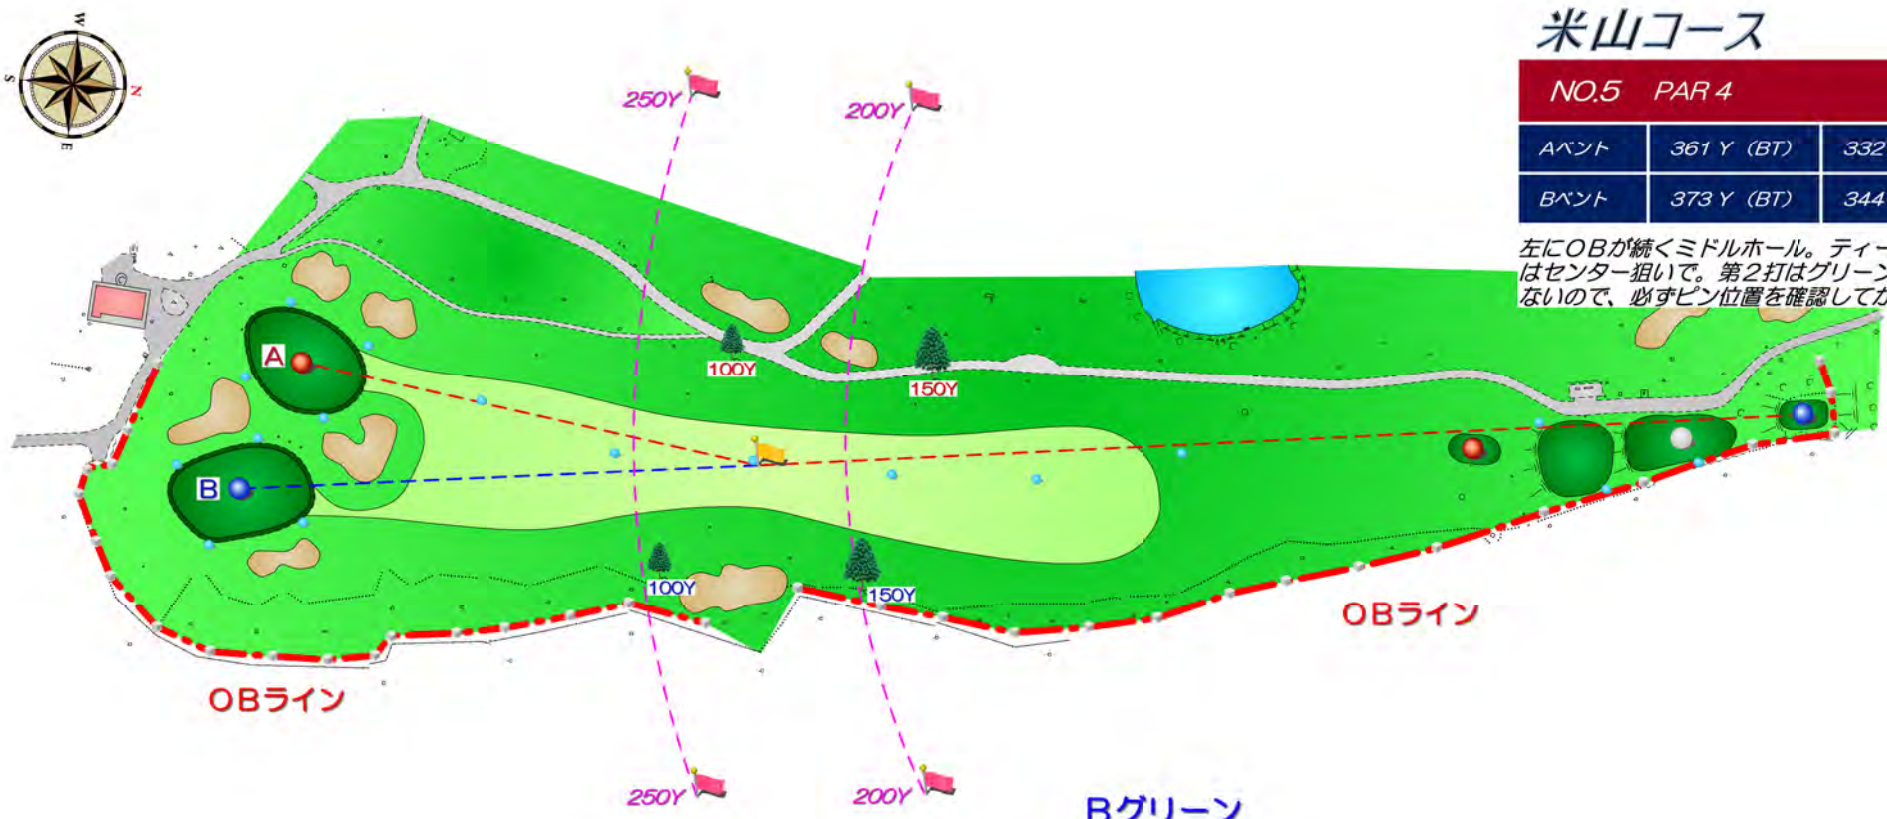 米山コース
NO.5 PAR 4
Aベント 361 Y (BT) 332
Bベント 373 Y (BT) 344
左にOBが続くミドルホール。ティー
はセンター狙いで。第2打はグリーン
ないので、必ずピン位置を確認してか
W
S
N
E
250Y
200Y
A
100Y
150Y
B
100Y
150Y
OBライン
OBライン
250Y
200Y
Bグリーン